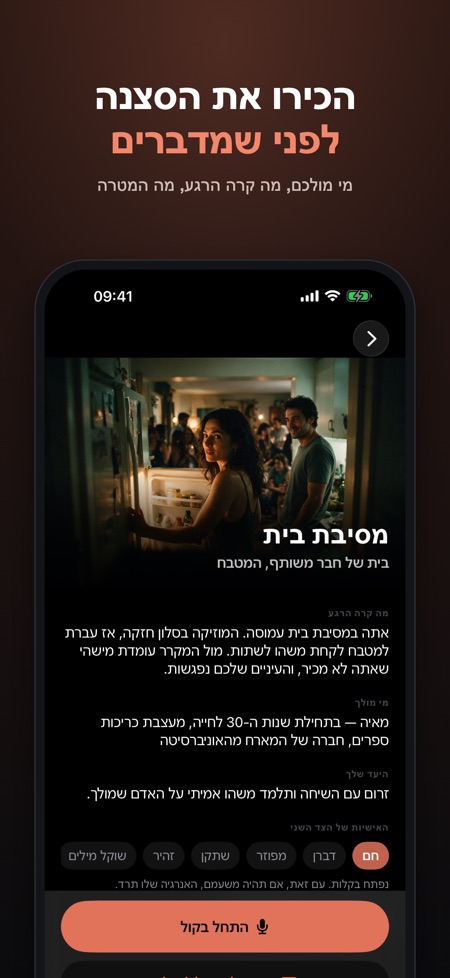 הכירו את הסצנה
לפני שמדברים
מי מולכם, מה קרה הרגע, מה המטרה
09:41
מסיבת בית
בית של חבר משותף, המטבח
מה קרה הרגע
אתה במסיבת בית עמוסה. המוזיקה בסלון חזקה, אז עברת
למטבח לקחת משהו לשתות. מול המקרר עומדת מישהי
שאתה לא מכיר, והעיניים שלכם נפגשות.
מי מולך
מאיה — בתחילת שנות ה-30 לחייה, מעצבת כריכות
ספרים, חברה של המארח מהאוניברסיטה
היעד שלך
זרום עם השיחה ותלמד משהו אמיתי על האדם שמולך.
האישיות של הצד השני
חם דברן מפוזר שתקן זהיר שוקל מילים
נפתח בקלות. עם זאת, אם תהיה משעמם, האנרגיה שלו תרד.
התחל בקול